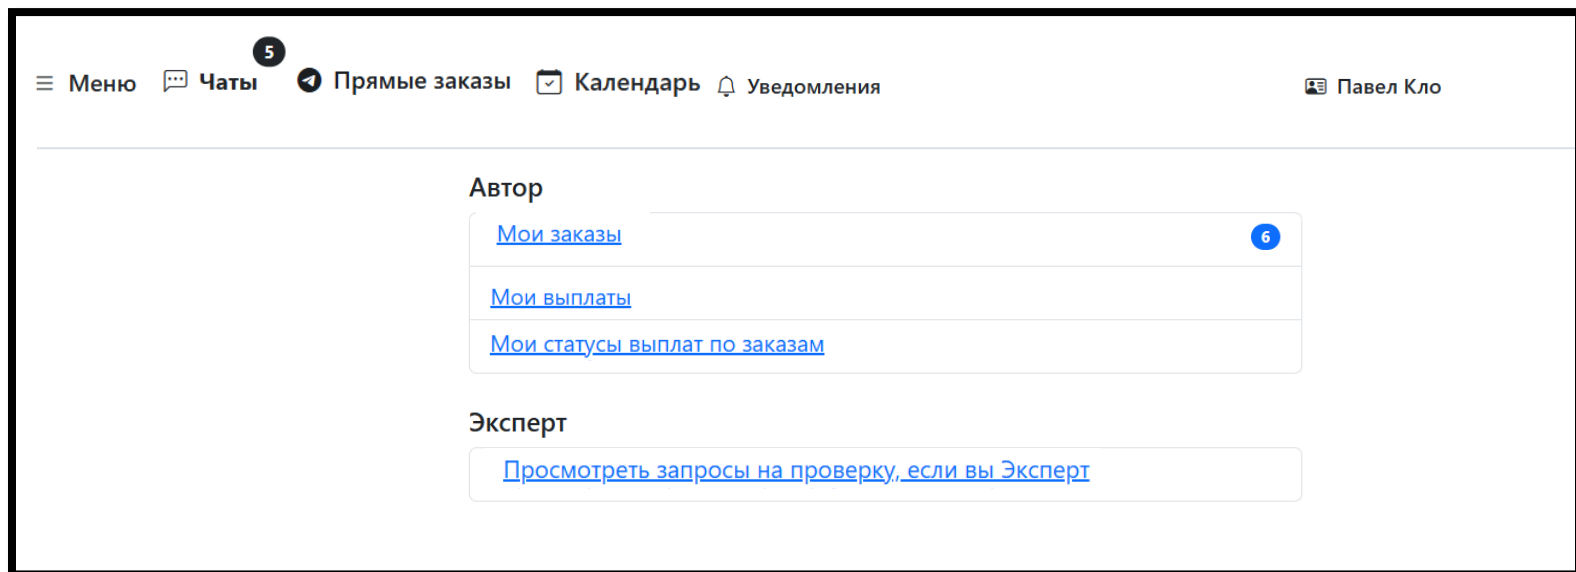 5
Меню Чаты Прямые заказы Календарь Уведомления Павел Кло
Автор
Мои заказы 6
Мои выплаты
Мои статусы выплат по заказам
Эксперт
Просмотреть запросы на проверку, если вы Эксперт